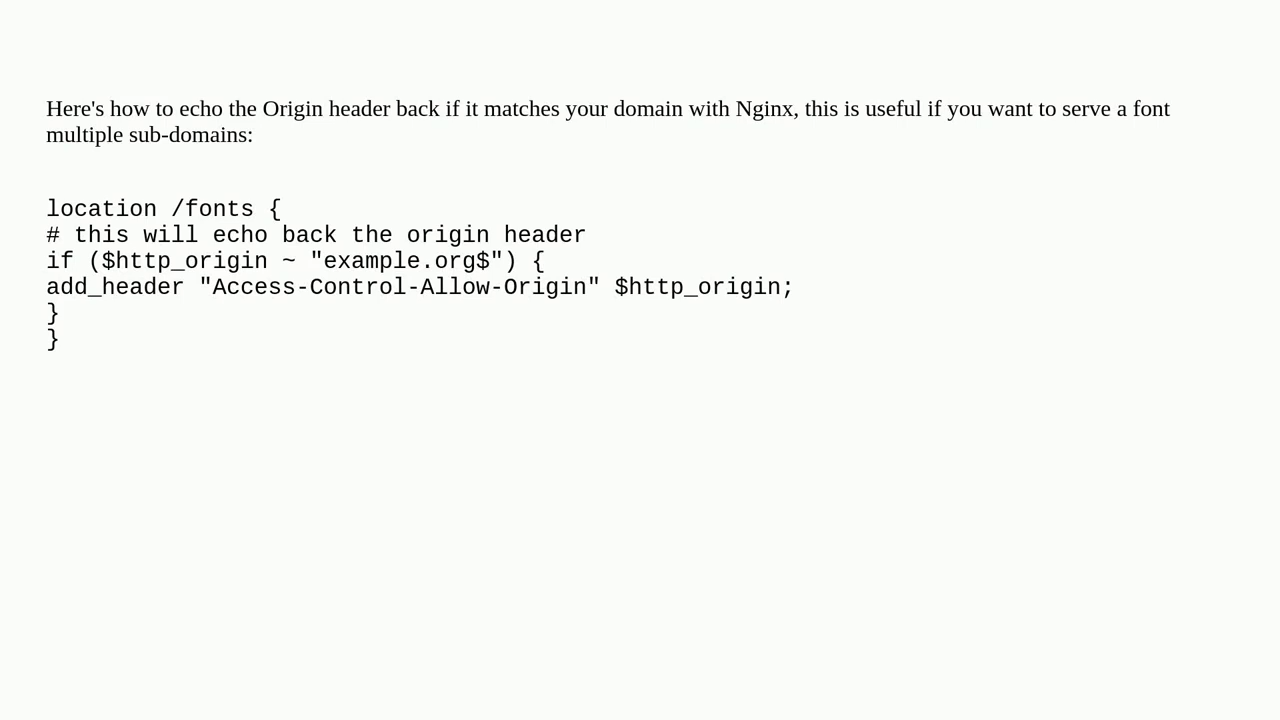 Here's how to echo the Origin header back if it matches your domain with Nginx, this is useful if you want to serve a font
multiple sub-domains:
location /fonts {
# this will echo back the origin header
if ($http_origin ~ "example.org$") {
add_header "Access-Control-Allow-Origin" $http_origin;
}
}